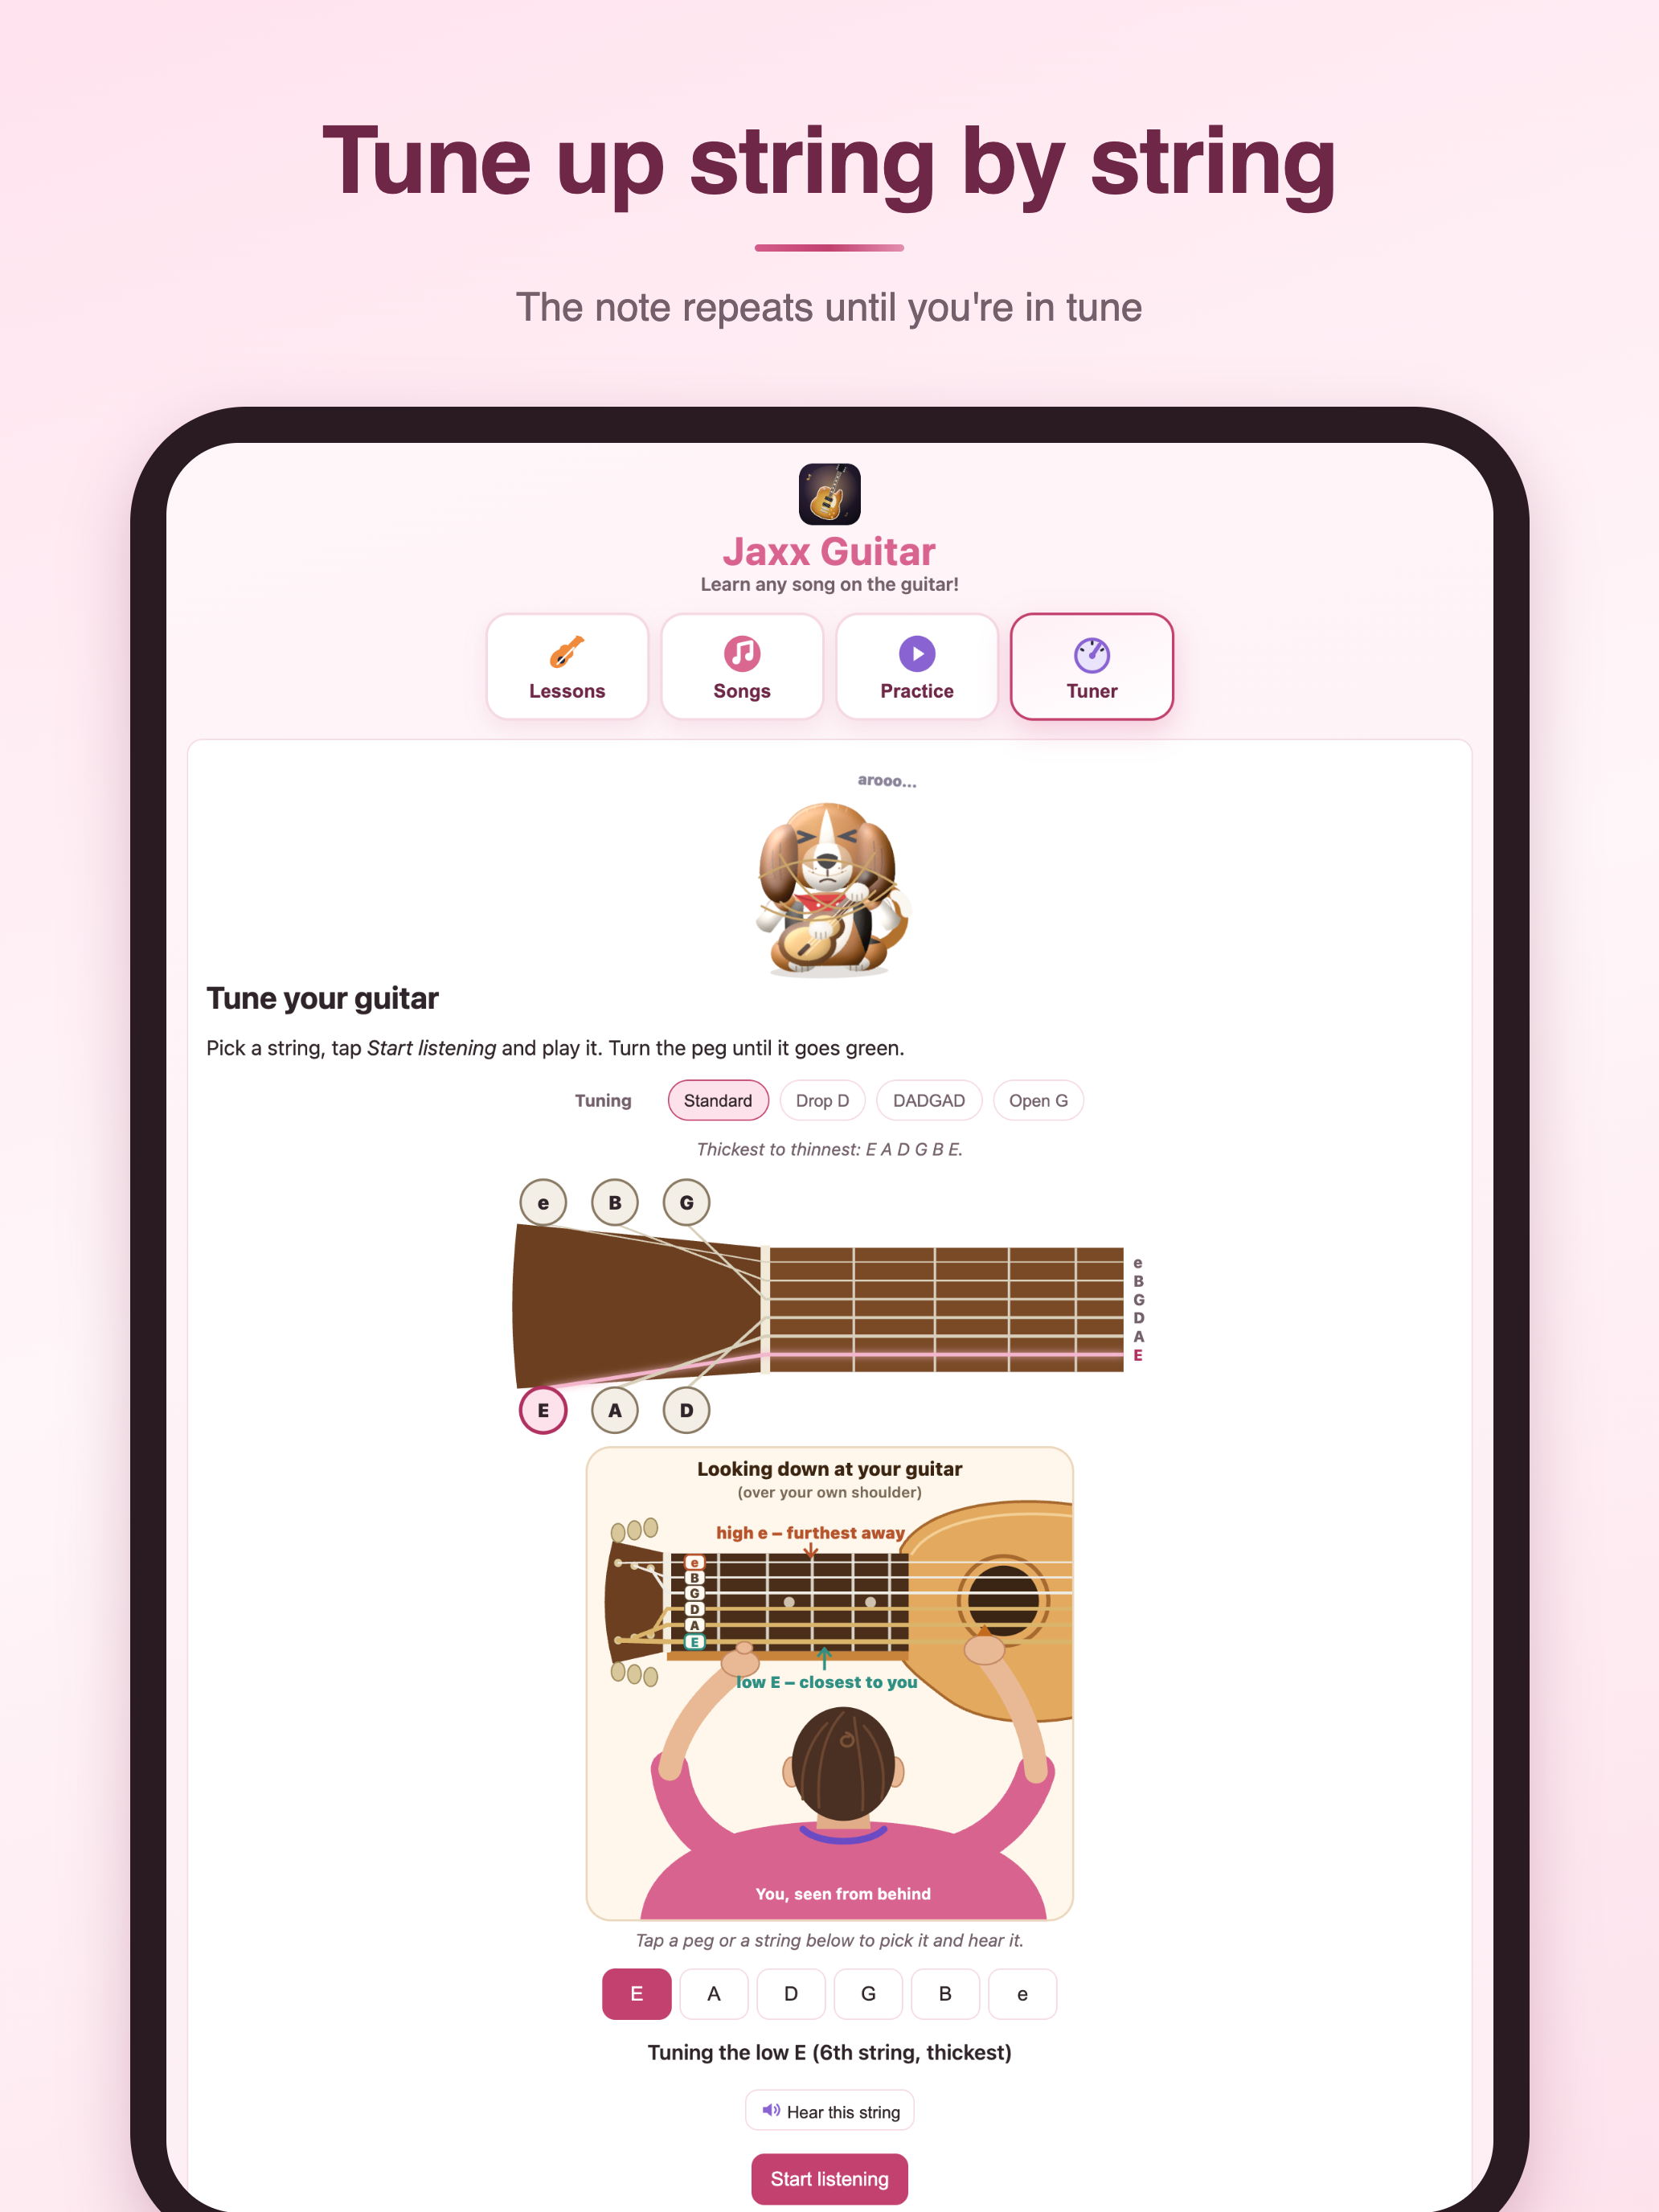 Tune up string by string
The note repeats until you're in tune
Jaxx Guitar
Learn any song on the guitar!
Lessons
Songs
Practice
Tuner
arooo...
Tune your guitar
Pick a string, tap Start listening and play it. Turn the peg until it goes green.
Tuning
Standard
Drop D
DADGAD
Open G
Thickest to thinnest: E A D G B E.
e B G
e
B
G
D
A
E
E A D
Looking down at your guitar
(over your own shoulder)
high e – furthest away
e
B
G
D
A
E
low E – closest to you
You, seen from behind
Tap a peg or a string below to pick it and hear it.
E A D G B e
Tuning the low E (6th string, thickest)
Hear this string
Start listening